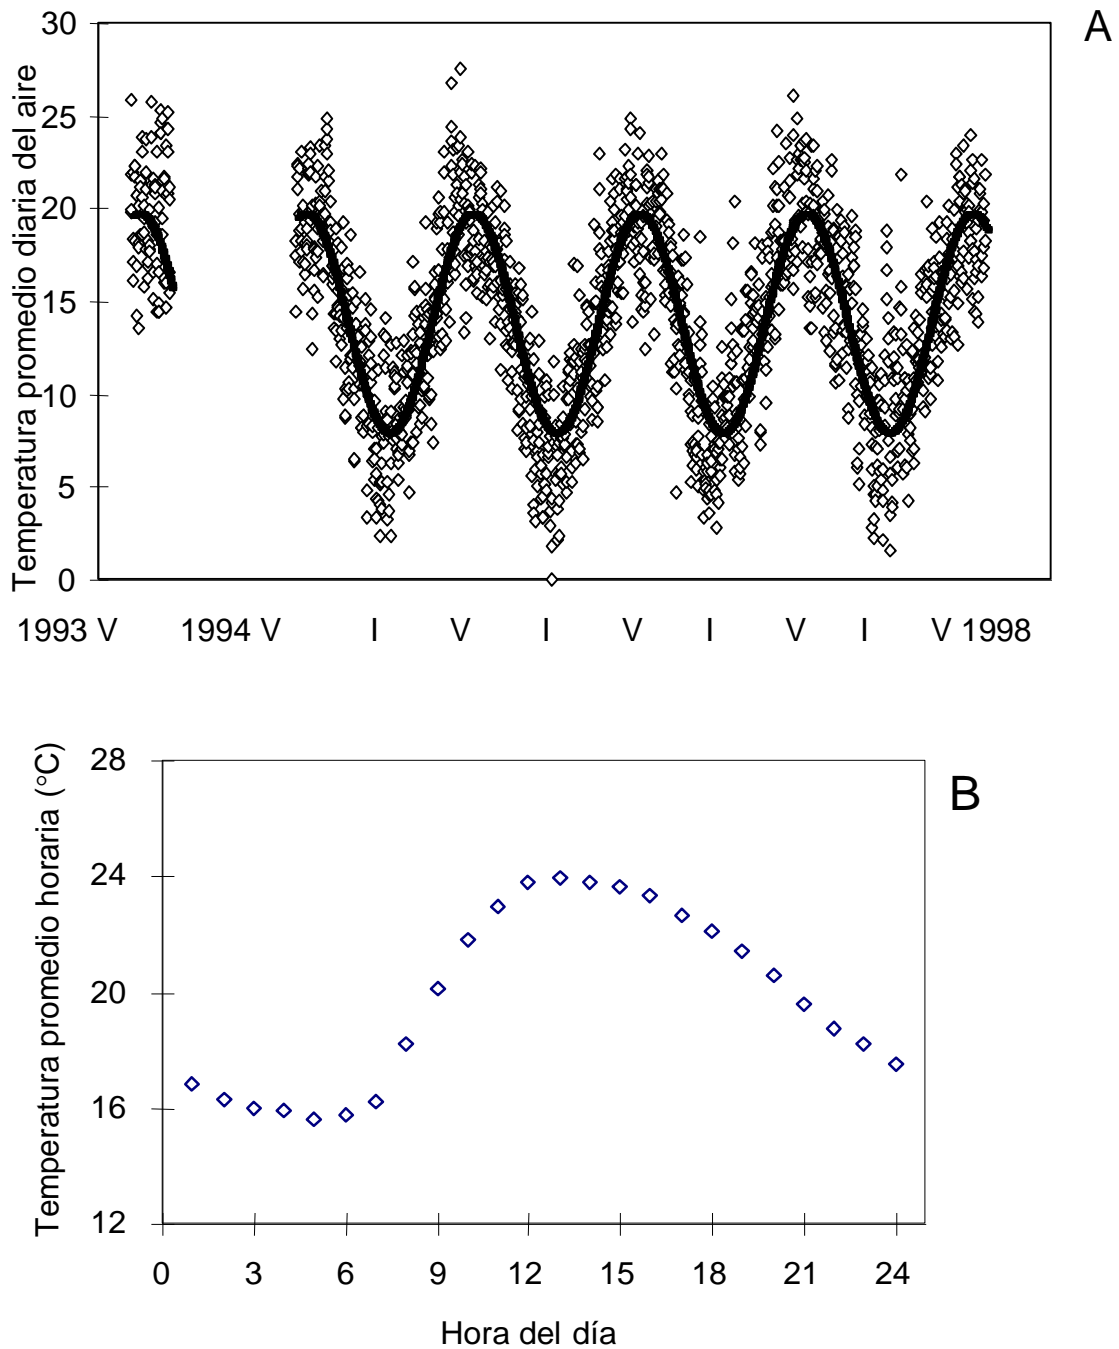 A
Temperatura promedio diaria del aire
30
25
20
15
10
5
0
1993 V 1994 V I V I V I V I V 1998
B
Temperatura promedio horaria (°C)
28
24
20
16
12
0 3 6 9 12 15 18 21 24
Hora del día